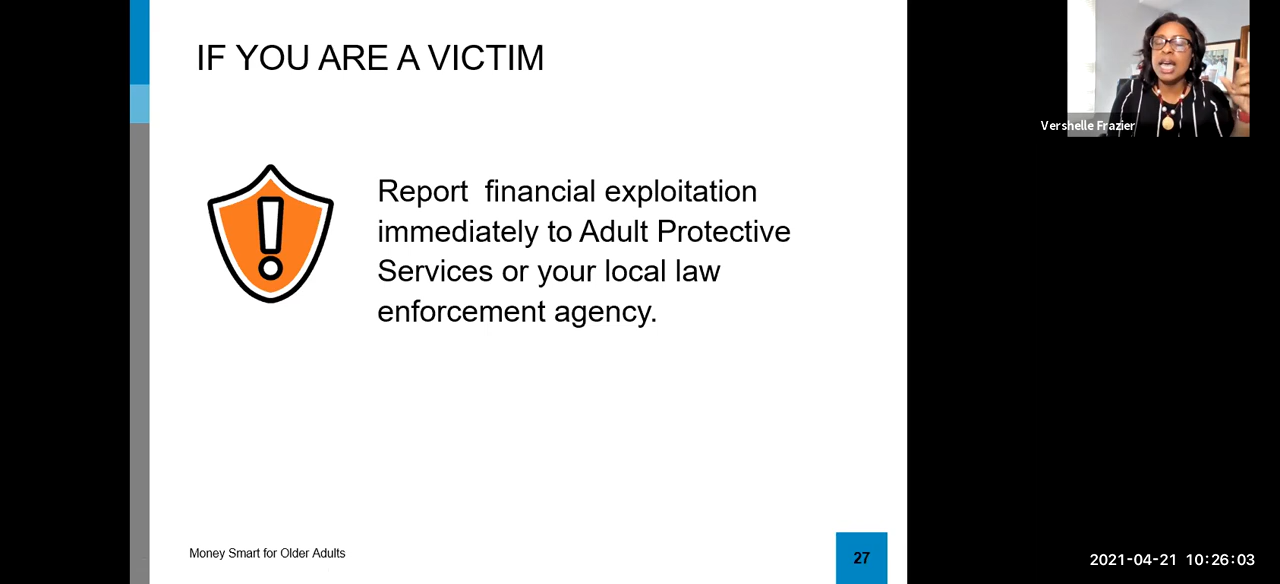 IF YOU ARE A VICTIM
Vershelle Frazier
Report  financial exploitation
immediately to Adult Protective
Services or your local law
enforcement agency.
Money Smart for Older Adults
27
2021-04-21 10:26:03